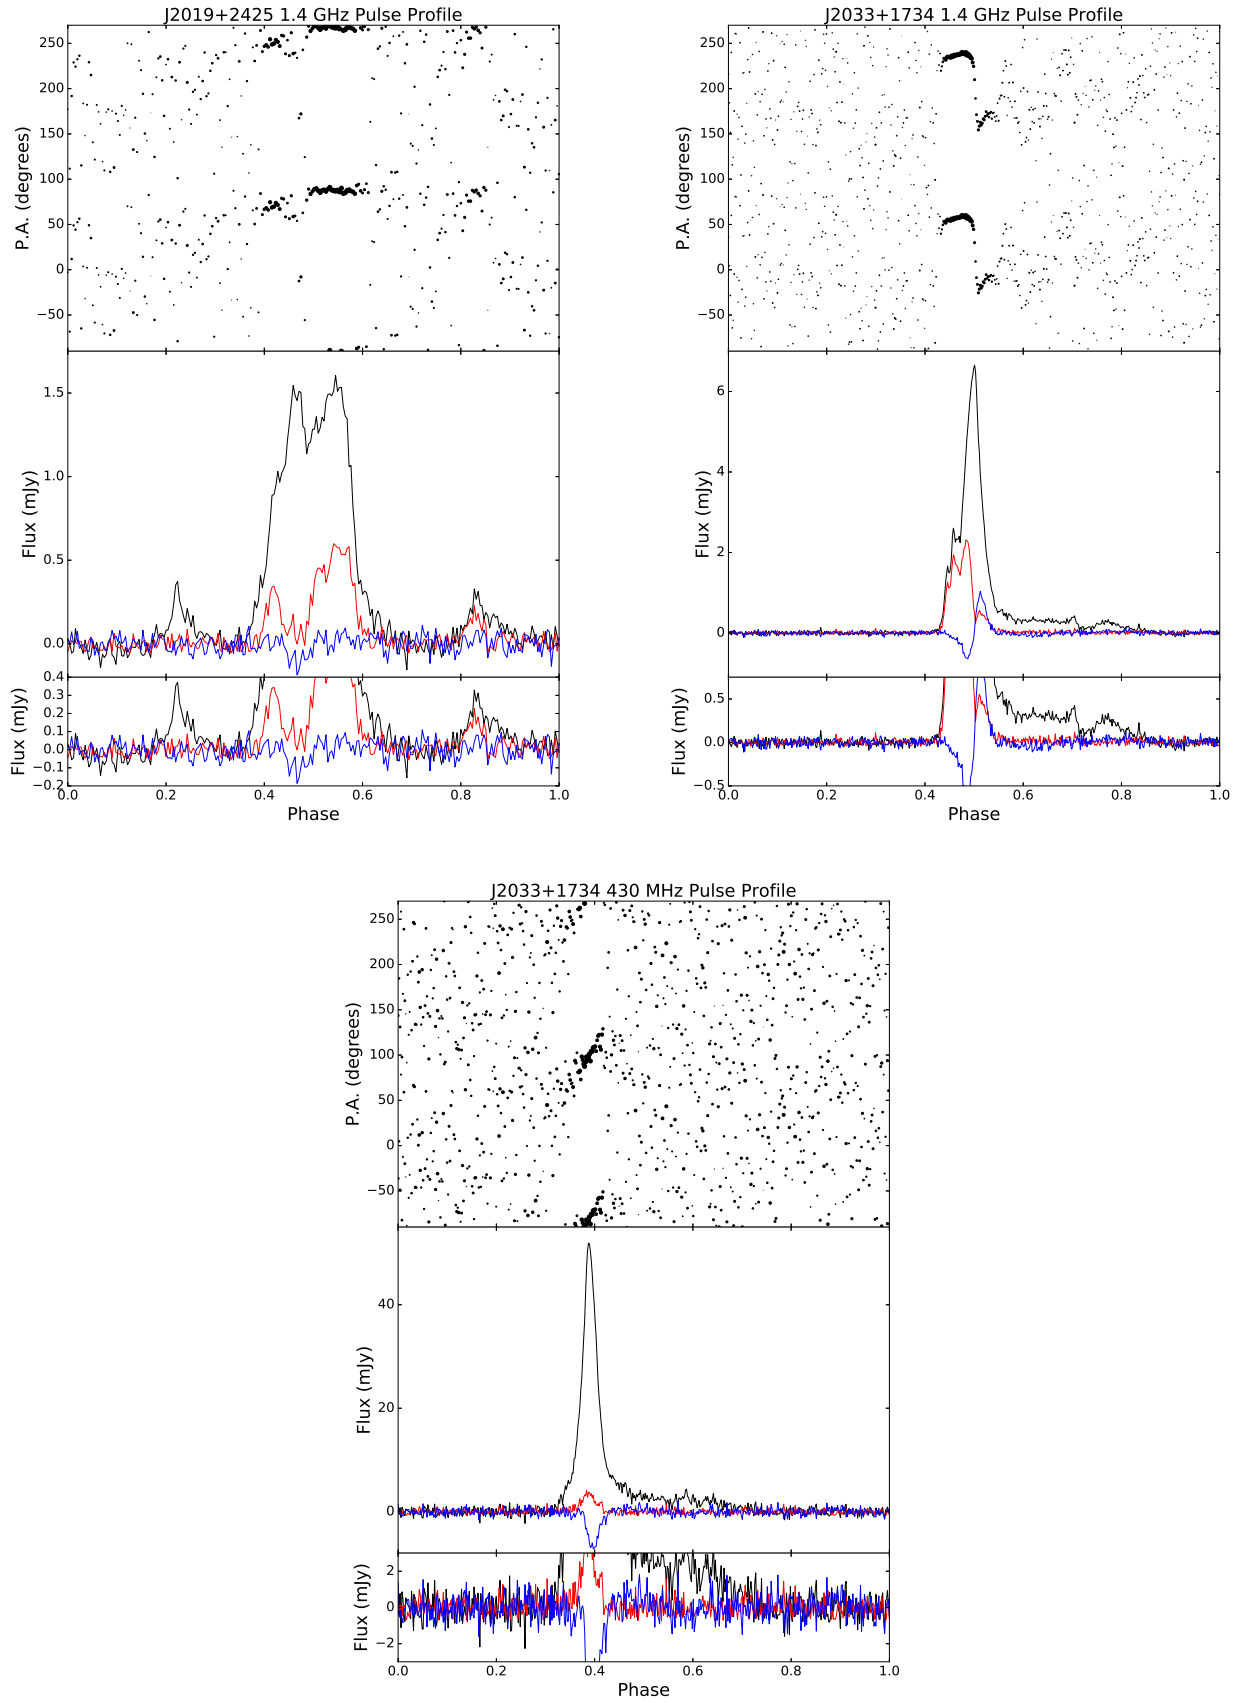 J2019+2425 1.4 GHz Pulse Profile
250
200
150
100
50
0
−50
P.A. (degrees)
1.5
1.0
0.5
0.0
Flux (mJy)
0.4
0.3
0.2
0.1
0.0
−0.1
−0.2
Flux (mJy)
0.0 0.2 0.4 0.6 0.8 1.0
Phase
J2033+1734 1.4 GHz Pulse Profile
250
200
150
100
50
0
−50
P.A. (degrees)
6
4
2
0
Flux (mJy)
0.5
0.0
−0.5
Flux (mJy)
0.0 0.2 0.4 0.6 0.8 1.0
Phase
J2033+1734 430 MHz Pulse Profile
250
200
150
100
50
0
−50
P.A. (degrees)
40
20
0
Flux (mJy)
2
0
−2
Flux (mJy)
0.0 0.2 0.4 0.6 0.8 1.0
Phase